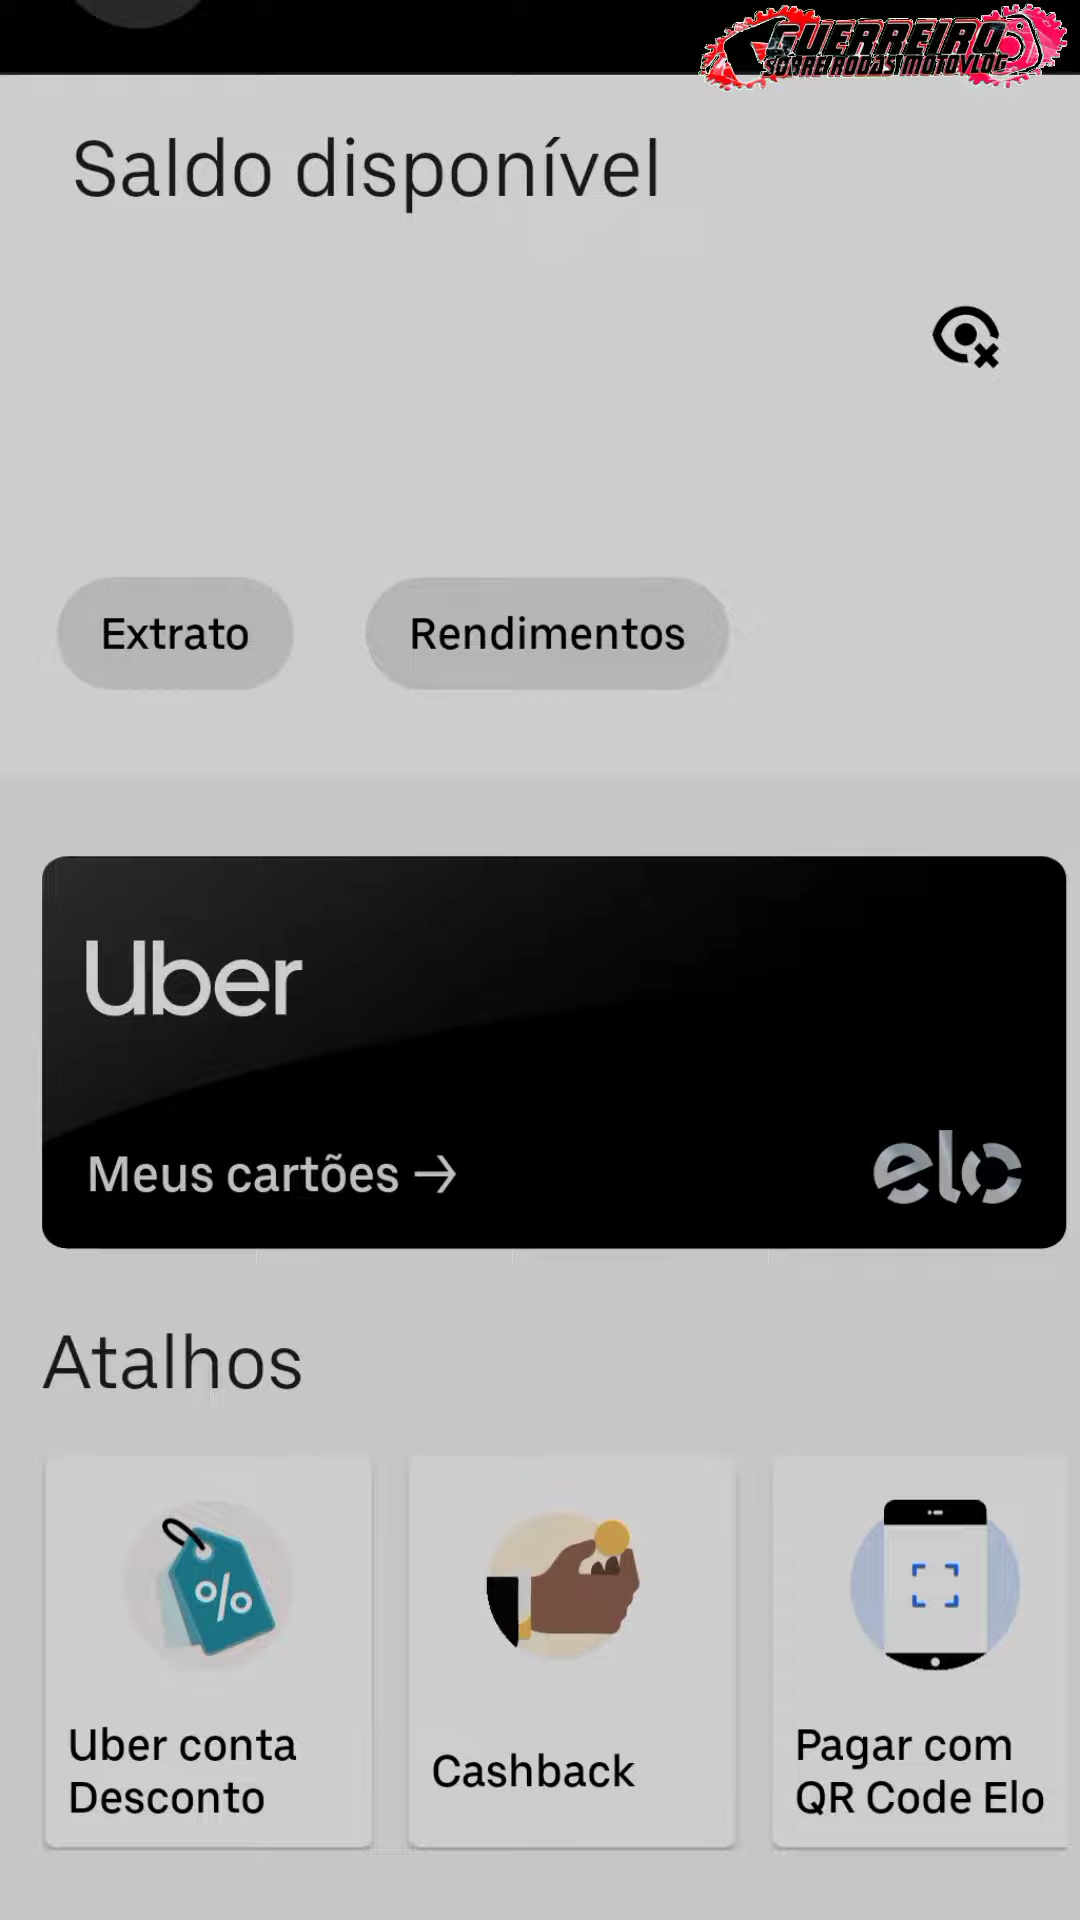 GUERREIRO
SOBRE RODAS MOTOVLOG
Saldo disponível
Extrato
Rendimentos
Uber
Meus cartões →
elo
Atalhos
%
Uber conta
Desconto
Cashback
Pagar com
QR Code Elo